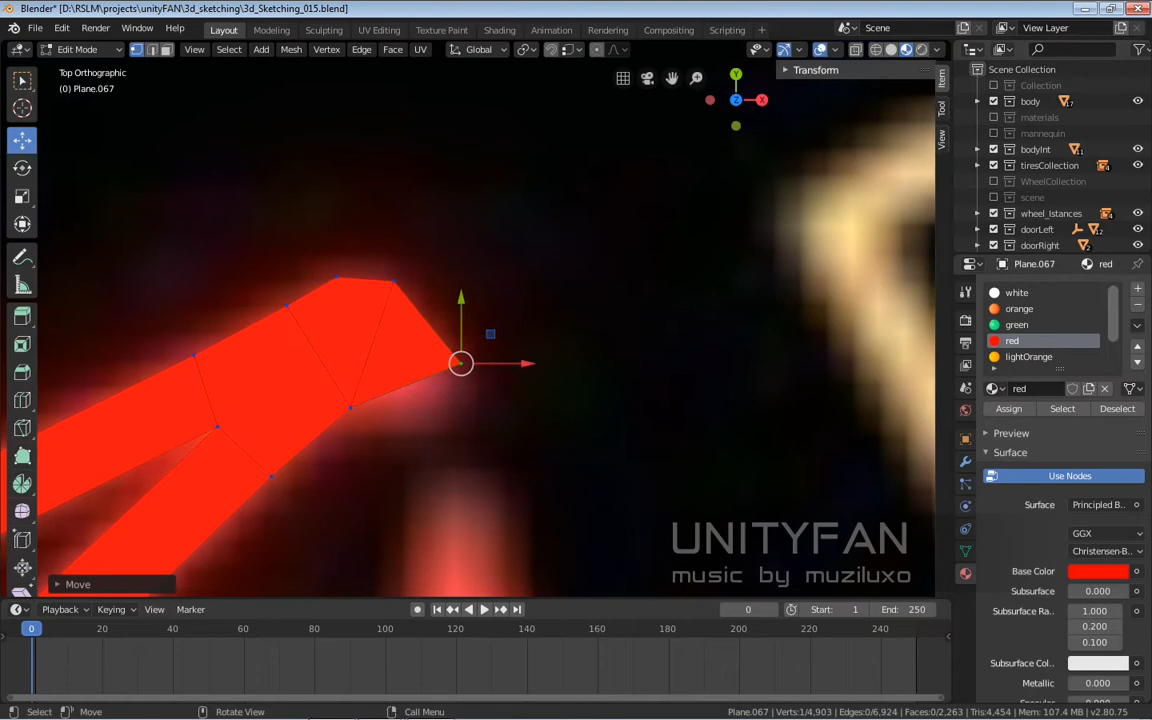 Blender* [D:\RSLM\projects\unityFAN\3d_sketching\3d_Sketching_015.blend]
File Edit Render Window Help Layout Modeling Sculpting UV Editing Texture Paint Shading Animation Rendering Compositing Scripting Scene View Layer
Edit Mode View Select Add Mesh Vertex Edge Face UV Global
Top Orthographic
(0) Plane.067
Transform
Y
Z
X
Item
Tool
View
Scene Collection
Collection
body 17
materials
mannequin
bodyInt 11
tiresCollection 4
WheelCollection
scene
wheel_Istances 4
doorLeft 12
doorRight 2
Plane.067 red
white
orange
green
red
lightOrange
red
Assign Select Deselect
Preview
Surface
Use Nodes
Surface Principled B..
GGX
Christensen-B..
Base Color
Subsurface 0.000
Subsurface Ra.. 1.000
0.200
0.100
Subsurface Col..
Metallic 0.000
UNITYFAN
music by muziluxo
Move
Playback Keying View Marker 0 Start: 1 End: 250
0 20 40 60 80 100 120 140 160 180 200 220 240
Select Move Rotate View Call Menu Plane.067 | Verts:1/4,903 | Edges:0/6,924 | Faces:0/2,263 | Tris:4,454 | Mem: 107.4 MB | v2.80.75